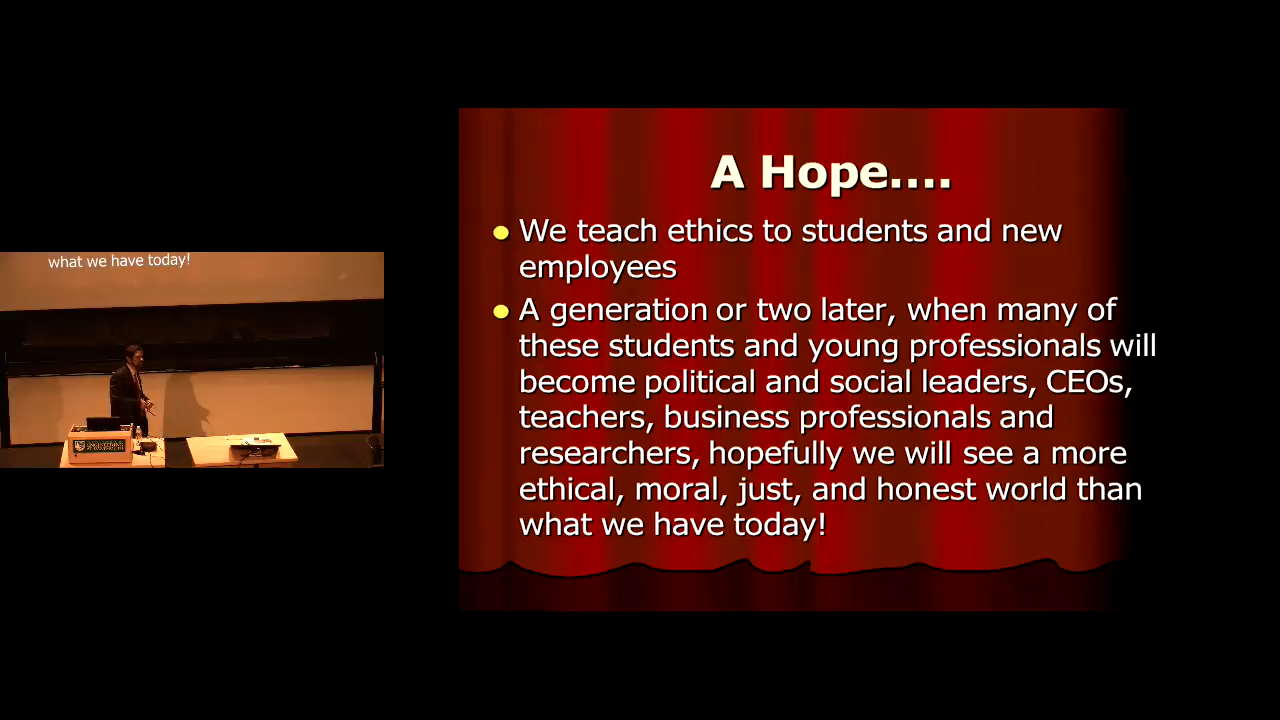 what we have today!
A Hope....
We teach ethics to students and new
employees
A generation or two later, when many of
these students and young professionals will
become political and social leaders, CEOs,
teachers, business professionals and
researchers, hopefully we will see a more
ethical, moral, just, and honest world than
what we have today!